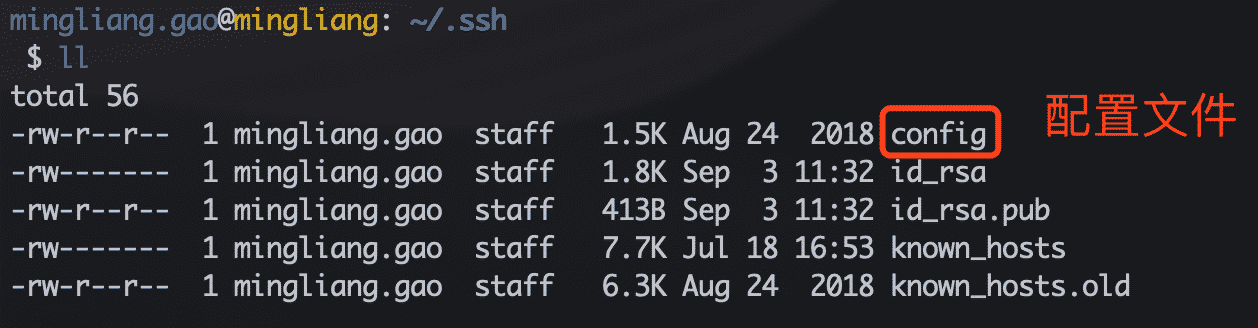 mingliang.gao@mingliang: ~/.ssh
$ ll
total 56
-rw-r--r-- 1 mingliang.gao staff 1.5K Aug 24 2018 config 配置文件
-rw------- 1 mingliang.gao staff 1.8K Sep 3 11:32 id_rsa
-rw-r--r-- 1 mingliang.gao staff 413B Sep 3 11:32 id_rsa.pub
-rw------- 1 mingliang.gao staff 7.7K Jul 18 16:53 known_hosts
-rw-r--r-- 1 mingliang.gao staff 6.3K Aug 24 2018 known_hosts.old